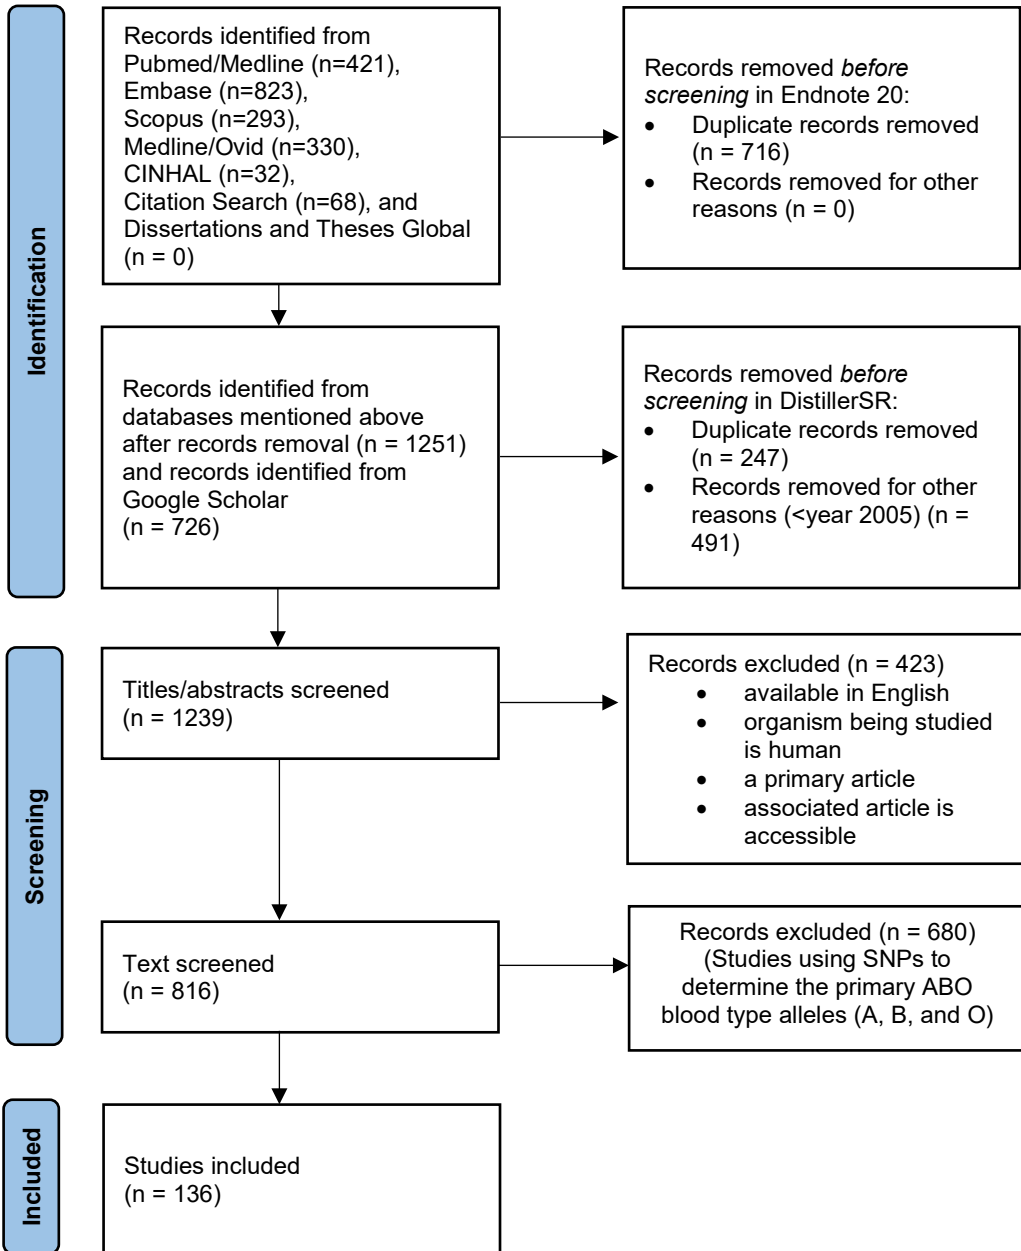 Identification
Records identified from
Pubmed/Medline (n=421),
Embase (n=823),
Scopus (n=293),
Medline/Ovid (n=330),
CINHAL (n=32),
Citation Search (n=68), and
Dissertations and Theses Global
(n = 0)
Records removed before
screening in Endnote 20:
• Duplicate records removed
(n = 716)
• Records removed for other
reasons (n = 0)
Records identified from
databases mentioned above
after records removal (n = 1251)
and records identified from
Google Scholar
(n = 726)
Records removed before
screening in DistillerSR:
• Duplicate records removed
(n = 247)
• Records removed for other
reasons (<year 2005) (n =
491)
Screening
Titles/abstracts screened
(n = 1239)
Records excluded (n = 423)
• available in English
• organism being studied
is human
• a primary article
• associated article is
accessible
Text screened
(n = 816)
Records excluded (n = 680)
(Studies using SNPs to
determine the primary ABO
blood type alleles (A, B, and O)
Included
Studies included
(n = 136)